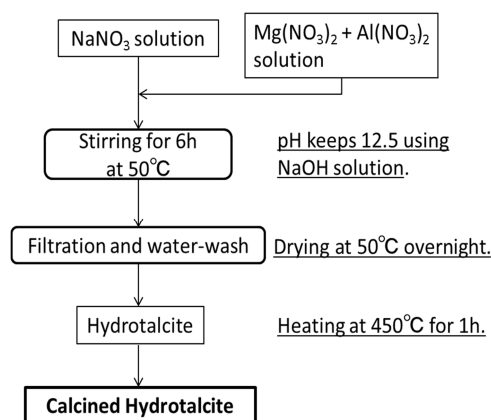 NaNO₃ solution
Mg(NO₃)₂ + Al(NO₃)₂
solution
Stirring for 6h
at 50℃
pH keeps 12.5 using
NaOH solution.
Filtration and water-wash
Drying at 50℃ overnight.
Hydrotalcite
Heating at 450℃ for 1h.
Calcined Hydrotalcite